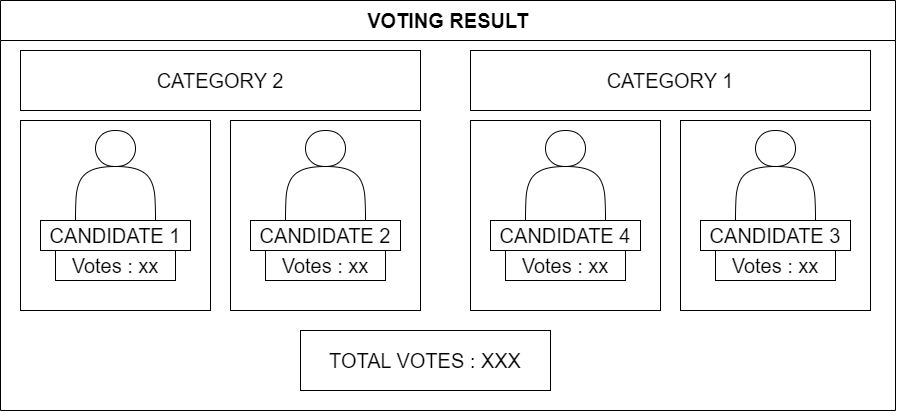 VOTING RESULT
CATEGORY 2
CATEGORY 1
CANDIDATE 1
Votes : xx
CANDIDATE 2
Votes : xx
CANDIDATE 4
Votes : xx
CANDIDATE 3
Votes : xx
TOTAL VOTES : XXX